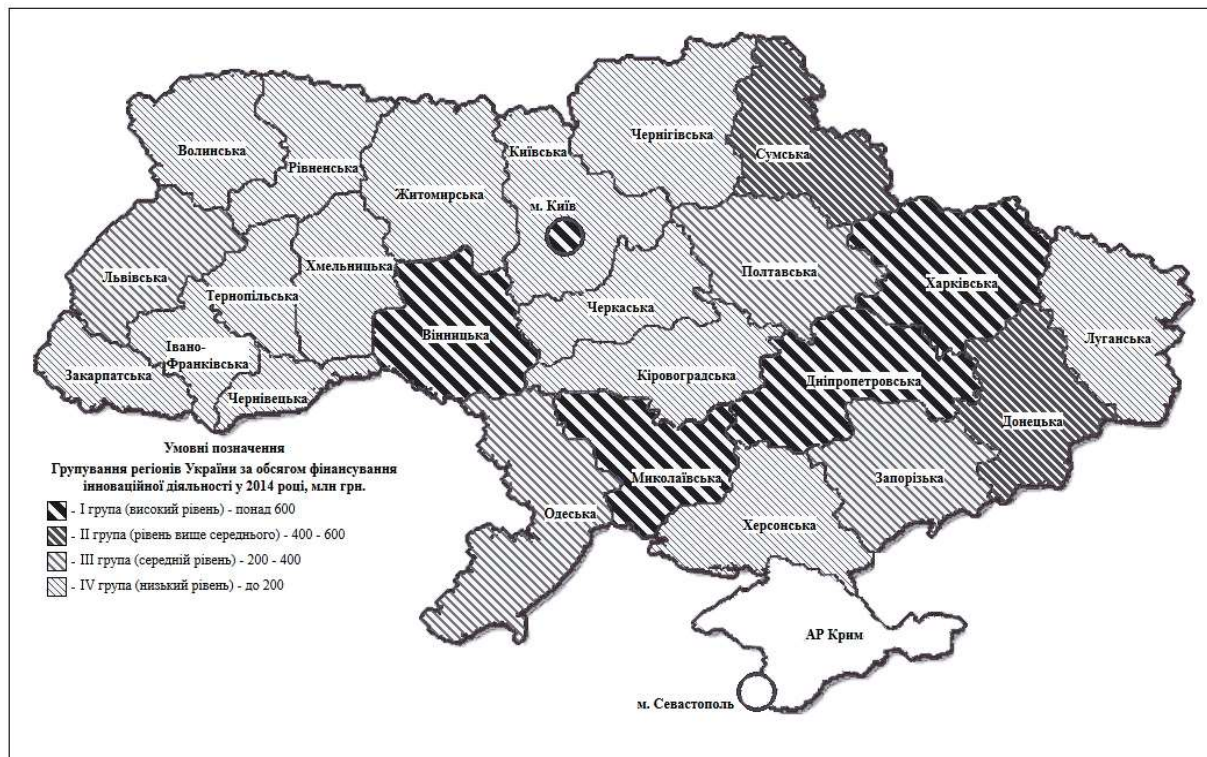 Чернігівська
Київська
Сумська
Волинська
Рівненська
Житомирська
м. Київ
Хмельницька
Полтавська
Львівська
Харківська
Тернопільська
Черкаська
Вінницька
Луганська
Івано-
Франківська
Закарпатська
Кіровоградська
Дніпропетровська
Чернівецька
Донецька
Умовні позначення
Групування регіонів України за обсягом фінансування
інноваційної діяльності у 2014 році, млн грн.
- І група (високий рівень) - понад 600
- ІІ група (рівень вище середнього) - 400 - 600
- ІІІ група (середній рівень) - 200 - 400
- IV група (низький рівень) - до 200
Миколаївська
Запорізька
Одеська
Херсонська
АР Крим
м. Севастополь